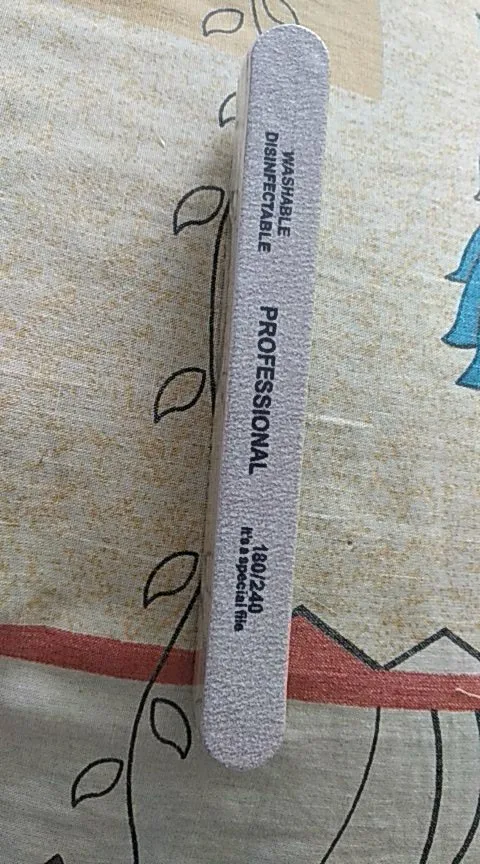 WASHABLE
DISINFECTABLE
PROFESSIONAL
180/240
it's a special file